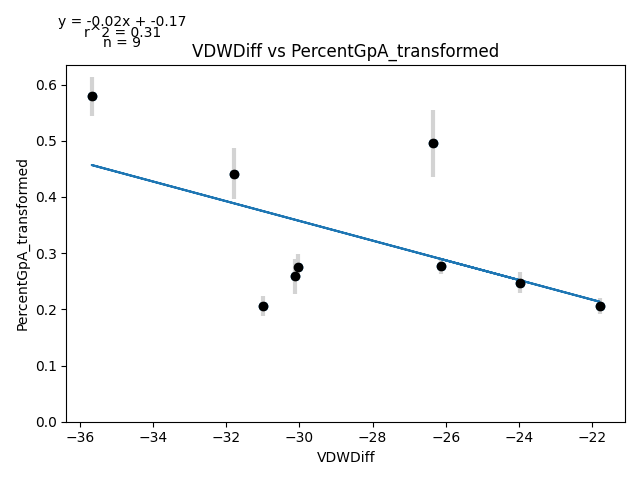 y = -0.02x + -0.17
r^2 = 0.31
n = 9
VDWDiff vs PercentGpA_transformed
PercentGpA_transformed
0.6
0.5
0.4
0.3
0.2
0.1
0.0
−36 −34 −32 −30 −28 −26 −24 −22
VDWDiff